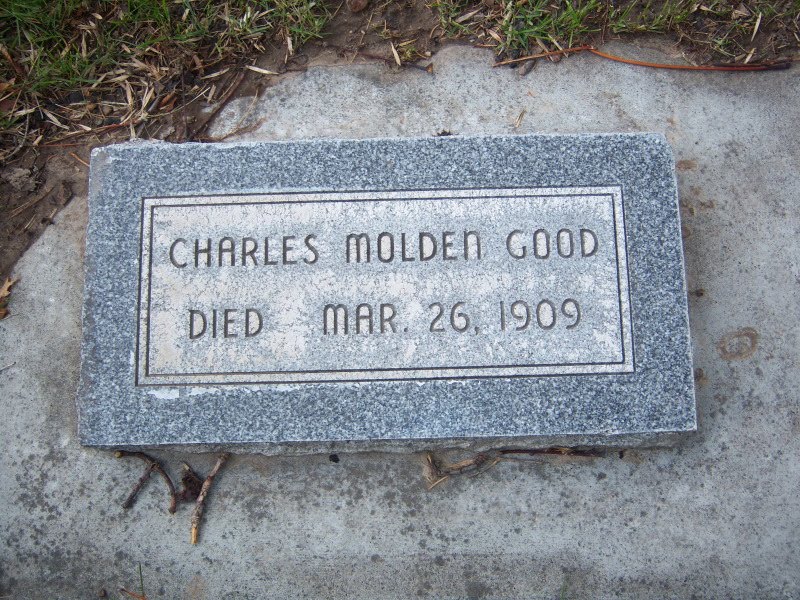 CHARLES MOLDEN GOOD
DIED MAR. 26, 1909